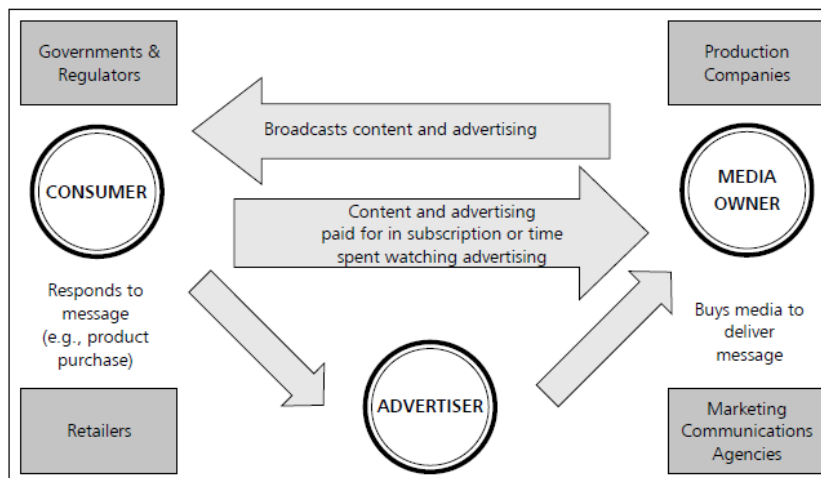 Governments &
Regulators
Production
Companies
Broadcasts content and advertising
CONSUMER
MEDIA
OWNER
Content and advertising
paid for in subscription or time
spent watching advertising
Responds to
message
(e.g., product
purchase)
Buys media to
deliver
message
ADVERTISER
Retailers
Marketing
Communications
Agencies